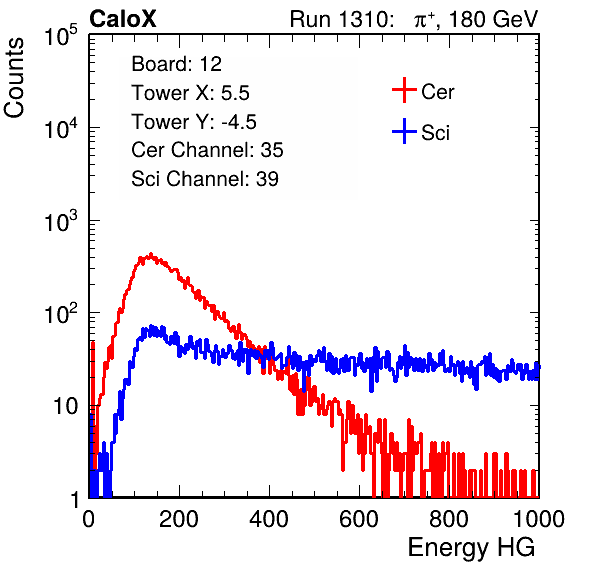 CaloX Run 1310: π⁺, 180 GeV
Counts
10⁵
10⁴
10³
10²
10
1
Board: 12
Tower X: 5.5
Tower Y: -4.5
Cer Channel: 35
Sci Channel: 39
Cer
Sci
0 200 400 600 800 1000
Energy HG